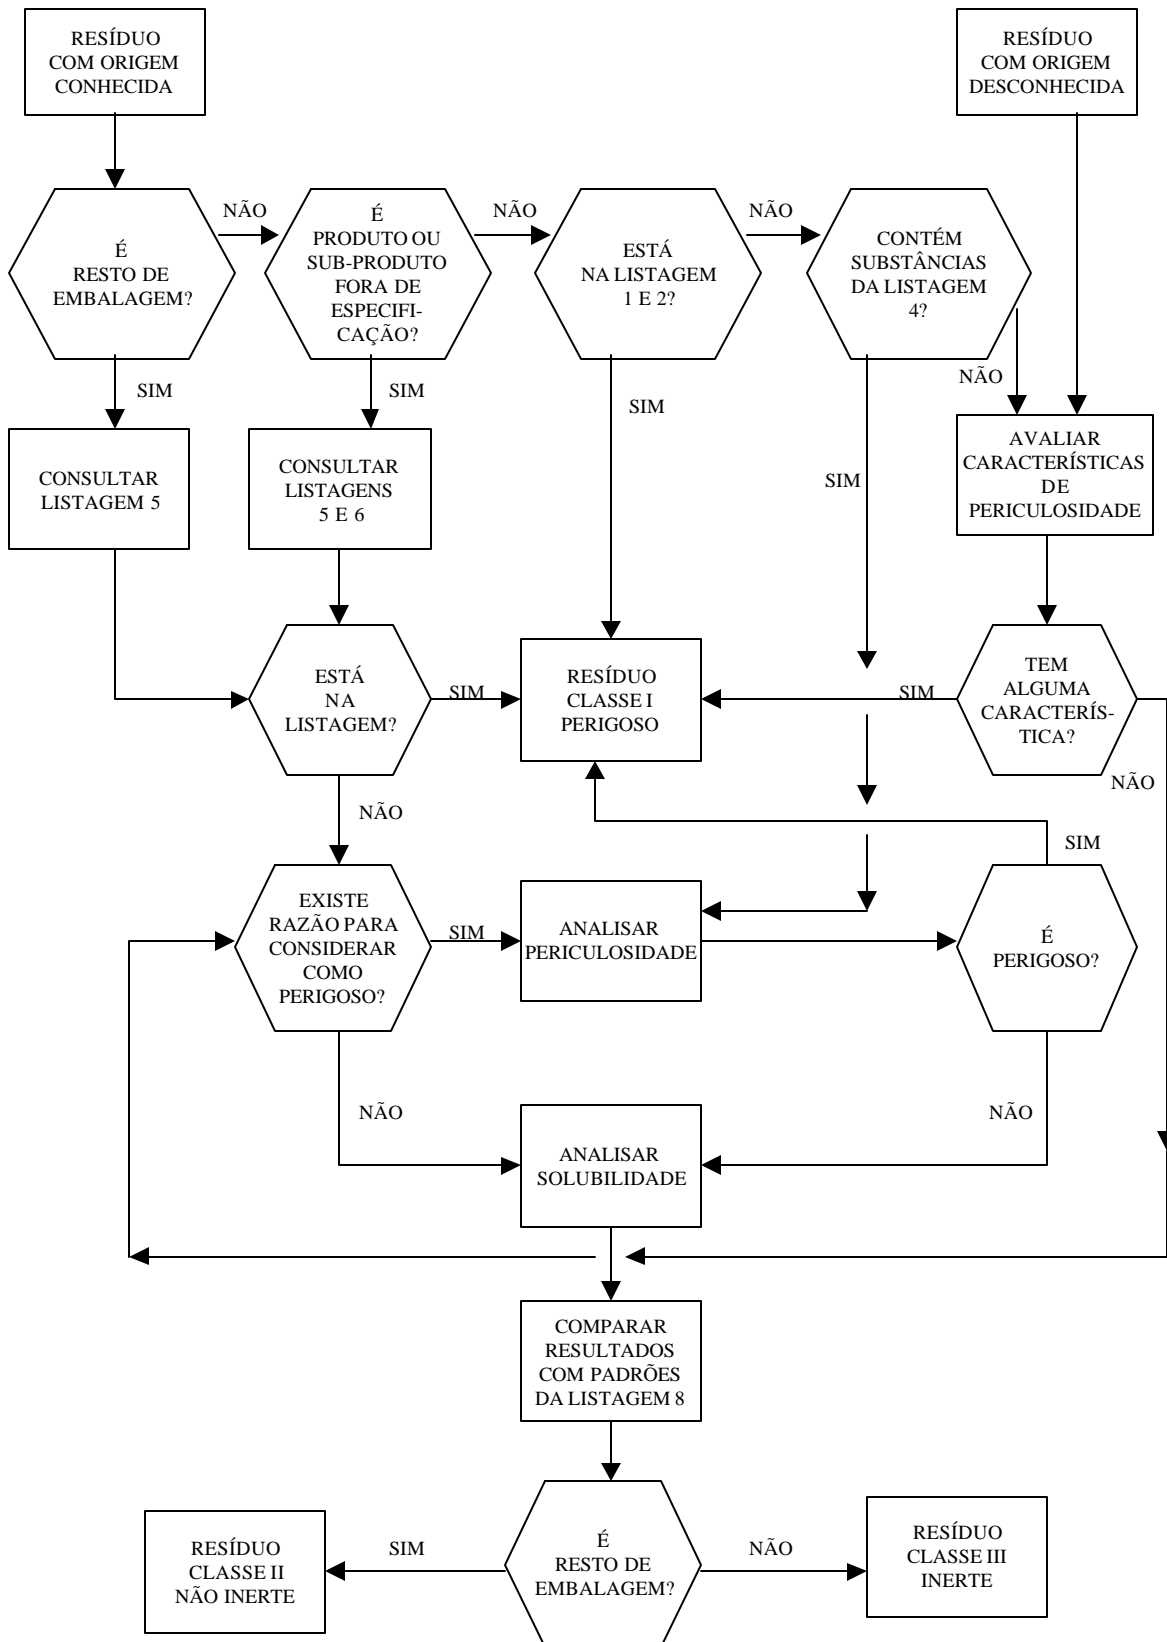 RESÍDUO
COM ORIGEM
CONHECIDA
RESÍDUO
COM ORIGEM
DESCONHECIDA
É
RESTO DE
EMBALAGEM?
NÃO
É
PRODUTO OU
SUB-PRODUTO
FORA DE
ESPECIFI-
CAÇÃO?
NÃO
ESTÁ
NA LISTAGEM
1 E 2?
NÃO
CONTÉM
SUBSTÂNCIAS
DA LISTAGEM
4?
SIM
SIM
SIM
SIM
NÃO
CONSULTAR
LISTAGEM 5
CONSULTAR
LISTAGENS
5 E 6
AVALIAR
CARACTERÍSTICAS
DE
PERICULOSIDADE
ESTÁ
NA
LISTAGEM?
SIM
RESÍDUO
CLASSE I
PERIGOSO
SIM
TEM
ALGUMA
CARACTERÍS-
TICA?
NÃO
NÃO
SIM
EXISTE
RAZÃO PARA
CONSIDERAR
COMO
PERIGOSO?
SIM
ANALISAR
PERICULOSIDADE
É
PERIGOSO?
NÃO
NÃO
ANALISAR
SOLUBILIDADE
COMPARAR
RESULTADOS
COM PADRÕES
DA LISTAGEM 8
RESÍDUO
CLASSE II
NÃO INERTE
SIM
É
RESTO DE
EMBALAGEM?
NÃO
RESÍDUO
CLASSE III
INERTE